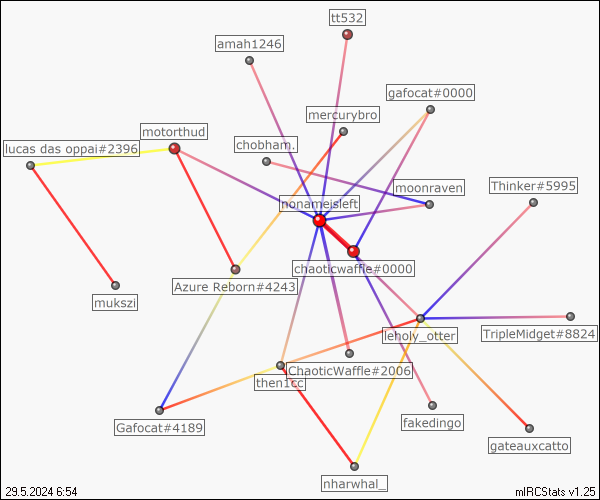 tt532
amah1246
gafocat#0000
mercurybro
motorthud
chobham.
lucas das oppai#2396
moonraven
Thinker#5995
nonameisleft
chaoticwaffle#0000
Azure Reborn#4243
mukszi
leholy_otter
TripleMidget#8824
ChaoticWaffle#2006
then1cc
fakedingo
Gafocat#4189
gateauxcatto
nharwhal_
29.5.2024 6:54
mIRCStats v1.25